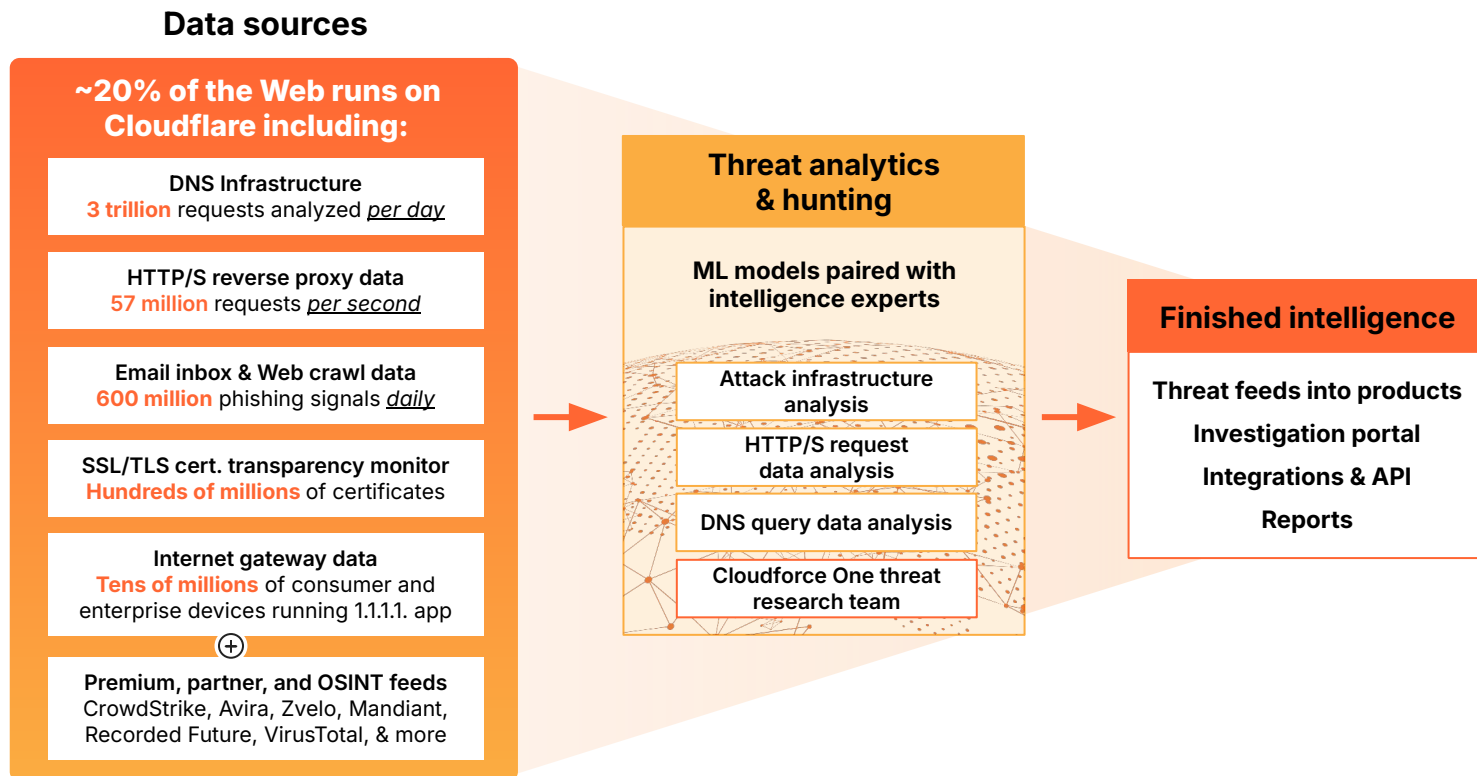 Data sources
~20% of the Web runs on
Cloudflare including:
DNS Infrastructure
3 trillion requests analyzed per day
HTTP/S reverse proxy data
57 million requests per second
Email inbox & Web crawl data
600 million phishing signals daily
SSL/TLS cert. transparency monitor
Hundreds of millions of certificates
Internet gateway data
Tens of millions of consumer and
enterprise devices running 1.1.1.1. app
Premium, partner, and OSINT feeds
CrowdStrike, Avira, Zvelo, Mandiant,
Recorded Future, VirusTotal, & more
Threat analytics
& hunting
ML models paired with
intelligence experts
Attack infrastructure
analysis
HTTP/S request
data analysis
DNS query data analysis
Cloudforce One threat
research team
Finished intelligence
Threat feeds into products
Investigation portal
Integrations & API
Reports